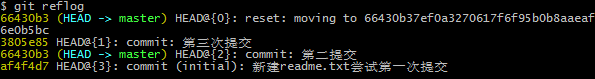 $ git reflog
66430b3 (HEAD -> master) HEAD@{0}: reset: moving to 66430b37ef0a3270617f6f95b0b8aaeaf
6e0b5bc
3805e85 HEAD@{1}: commit: 第三次提交
66430b3 (HEAD -> master) HEAD@{2}: commit: 第二提交
af4f4d7 HEAD@{3}: commit (initial): 新建readme.txt尝试第一次提交